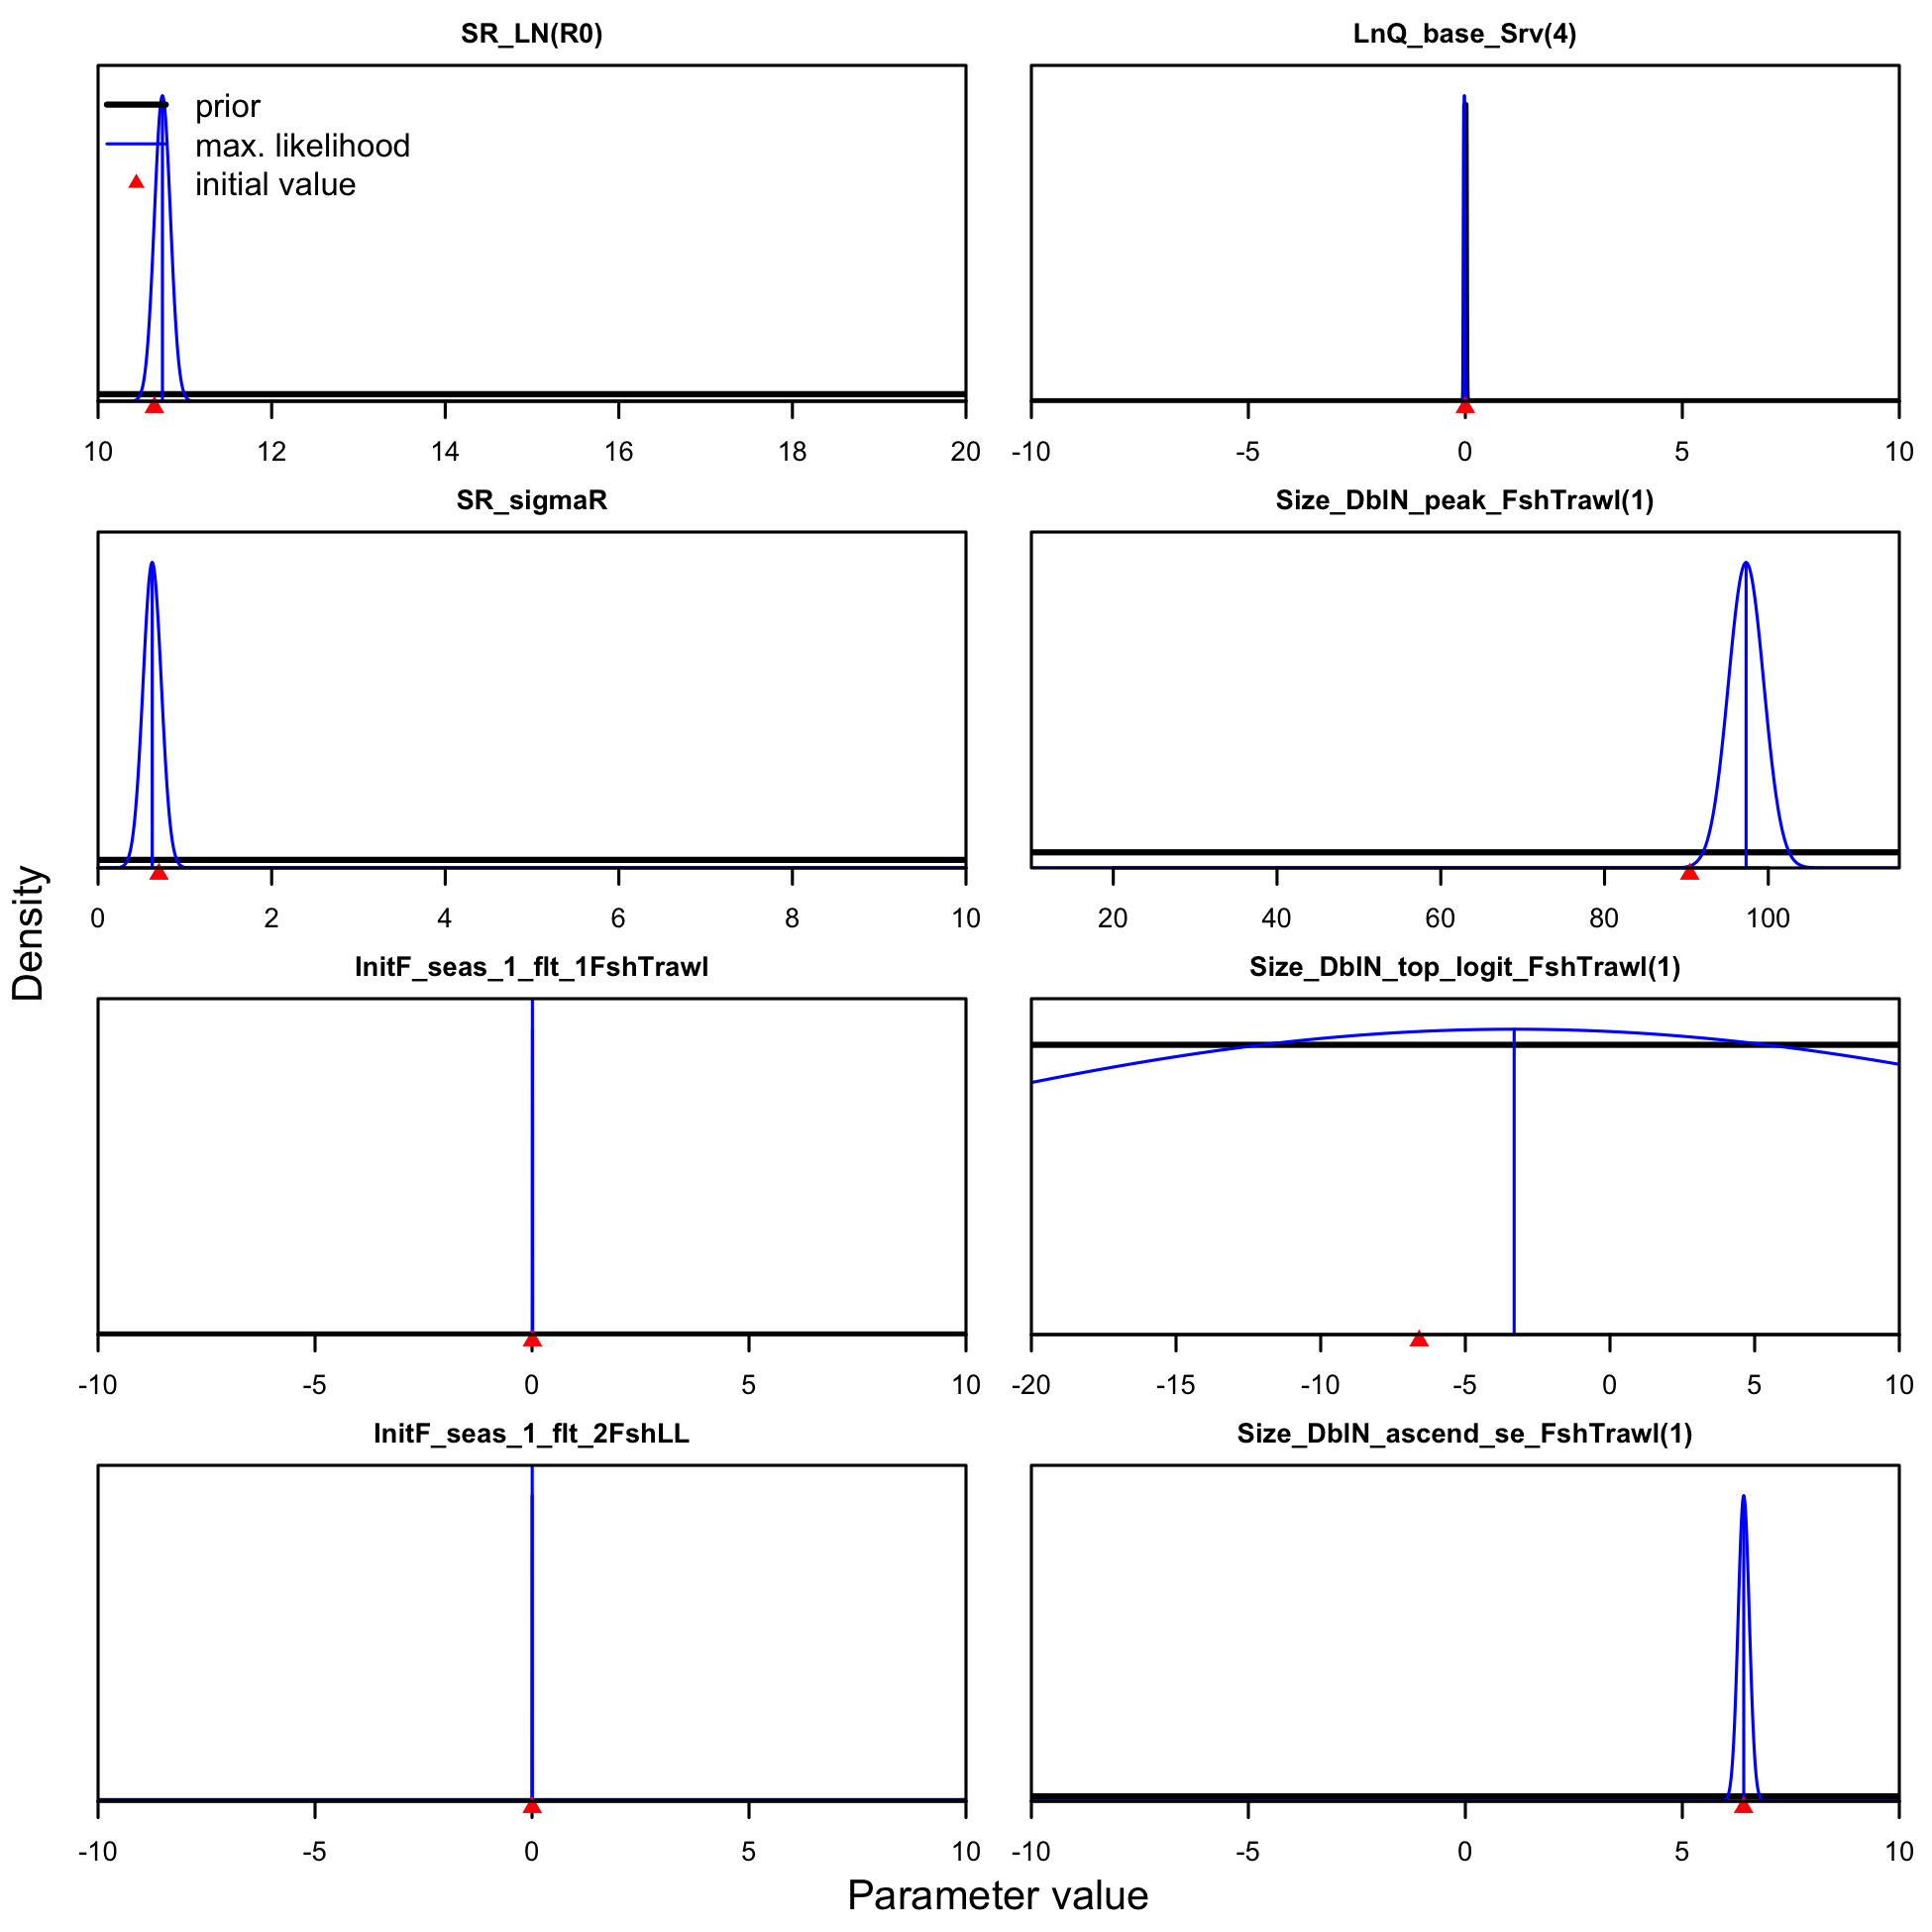 SR_LN(R0)
prior
max. likelihood
initial value
10 12 14 16 18 20
LnQ_base_Srv(4)
-10 -5 0 5 10
SR_sigmaR
0 2 4 6 8 10
Size_DblN_peak_FshTrawl(1)
20 40 60 80 100
InitF_seas_1_flt_1FshTrawl
-10 -5 0 5 10
Size_DblN_top_logit_FshTrawl(1)
-20 -15 -10 -5 0 5 10
InitF_seas_1_flt_2FshLL
-10 -5 0 5 10
Size_DblN_ascend_se_FshTrawl(1)
-10 -5 0 5 10
Density
Parameter value